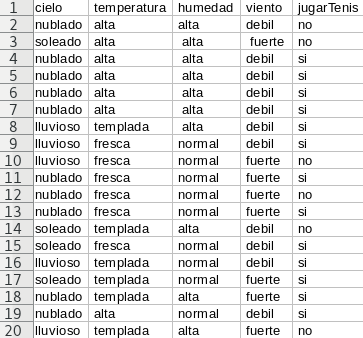 1 cielo temperatura humedad viento jugarTenis
2 nublado alta alta debil no
3 soleado alta alta fuerte no
4 nublado alta alta debil si
5 nublado alta alta debil si
6 nublado alta alta debil si
7 nublado alta alta debil si
8 lluvioso templada alta debil si
9 lluvioso fresca normal debil si
10 lluvioso fresca normal fuerte no
11 nublado fresca normal fuerte si
12 nublado fresca normal fuerte no
13 nublado fresca normal fuerte si
14 soleado templada alta debil no
15 soleado fresca normal debil si
16 lluvioso templada normal debil si
17 soleado templada normal fuerte si
18 nublado templada alta fuerte si
19 nublado alta normal debil si
20 lluvioso templada alta fuerte no